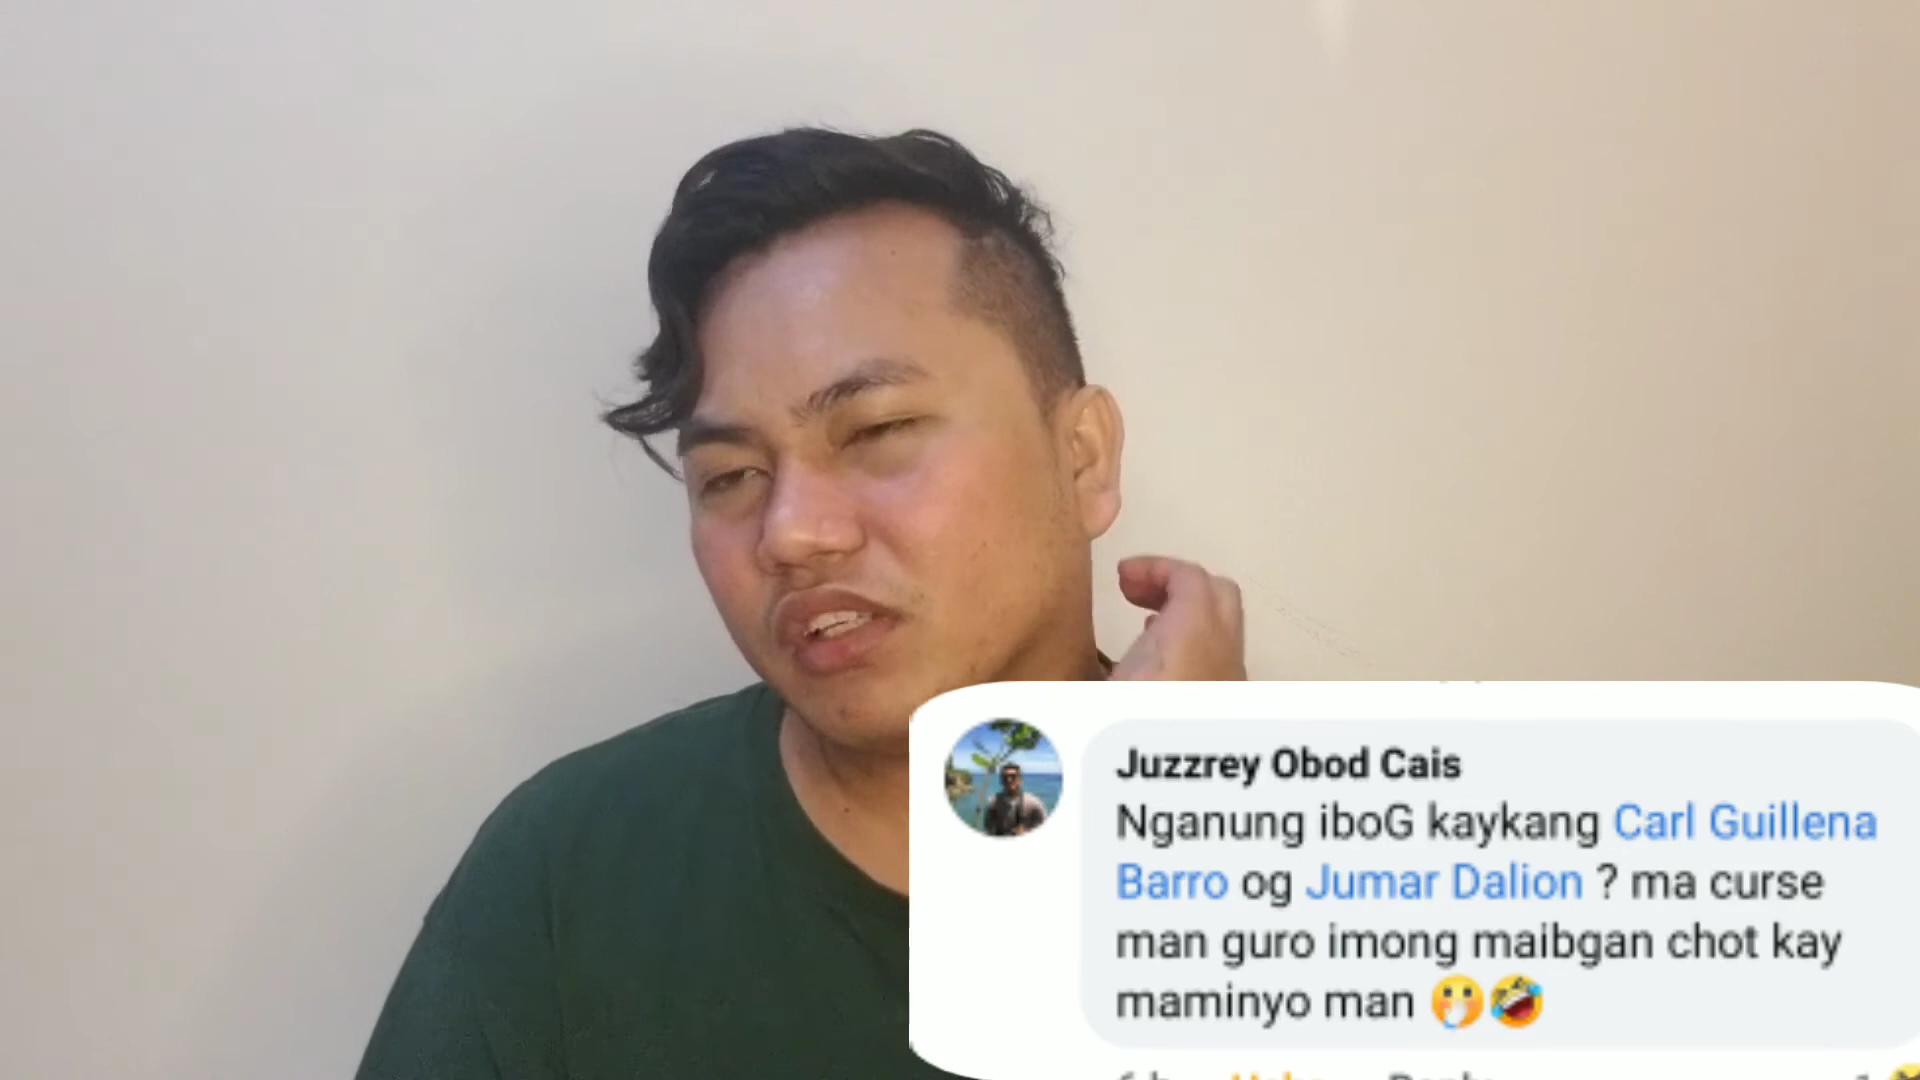 Juzzrey Obod Cais
Nganung iboG kaykang Carl Guillena
Barro og Jumar Dalion ? ma curse
man guro imong maibgan chot kay
maminyo man 🤭🤣